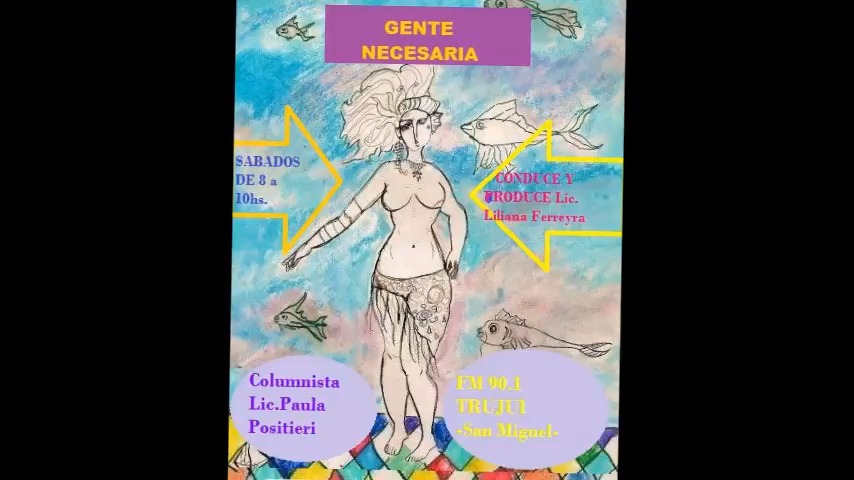 GENTE
NECESARIA
SABADOS
DE 8 a
10hs.
CONDUCE Y
PRODUCE Lic.
Liliana Ferreyra
Columnista
Lic.Paula
Positieri
FM 90.1
TRUJUI
-San Miguel-